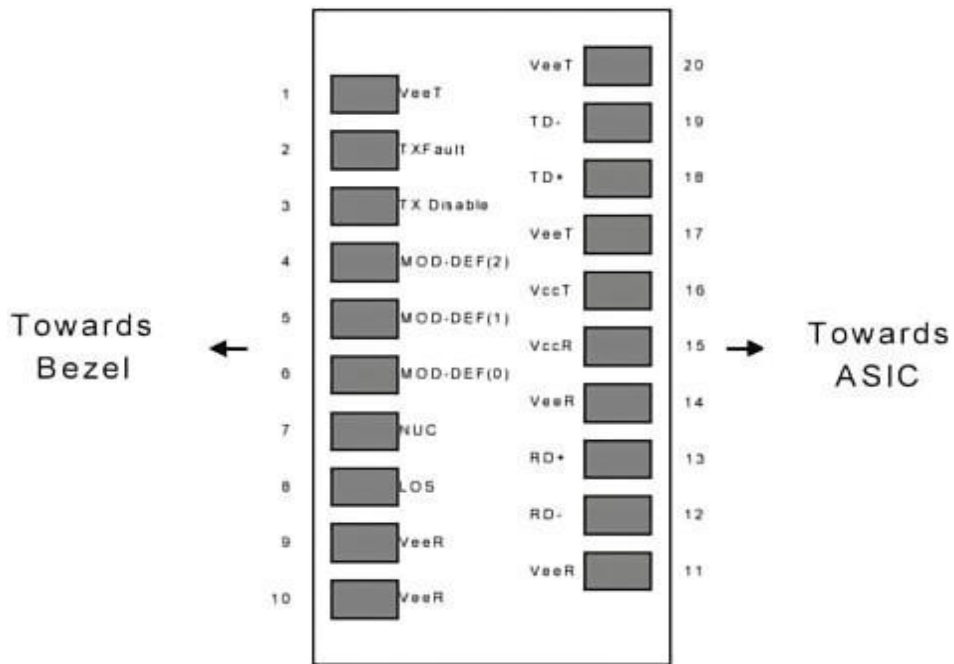 1 VeeT
2 TXFault
3 TX Disable
4 MOD-DEF(2)
5 MOD-DEF(1)
6 MOD-DEF(0)
7 NUC
8 LOS
9 VeeR
10 VeeR
VeeT 20
TD- 19
TD+ 18
VeeT 17
VccT 16
VccR 15
VeeR 14
RD+ 13
RD- 12
VeeR 11
Towards
Bezel
Towards
ASIC